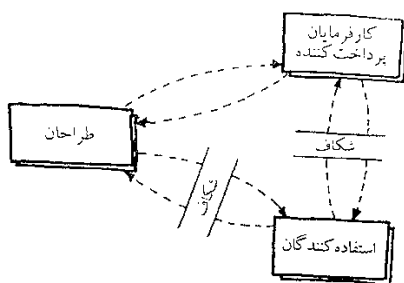 کارفرمایان
پرداخت کننده
طراحان
شکاف
شکاف
استفاده کنندگان